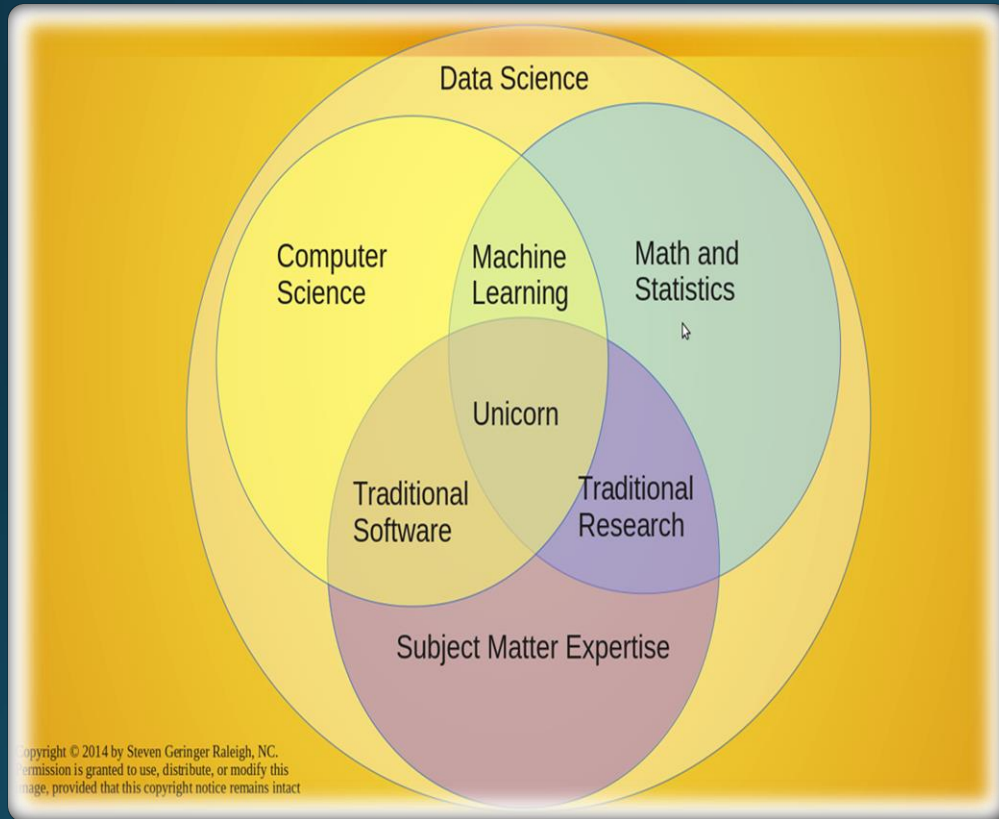 Data Science
Computer
Science
Machine
Learning
Math and
Statistics
Unicorn
Traditional
Software
Traditional
Research
Subject Matter Expertise
opyright © 2014 by Steven Geringer Raleigh, NC.
ermission is granted to use, distribute, or modify this
mage, provided that this copyright notice remains intact